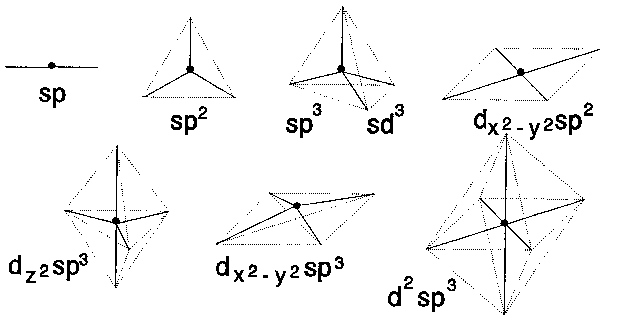 sp
sp²
sp³ sd³
dx²-y²sp²
dz²sp³
dx²-y²sp³
d²sp³